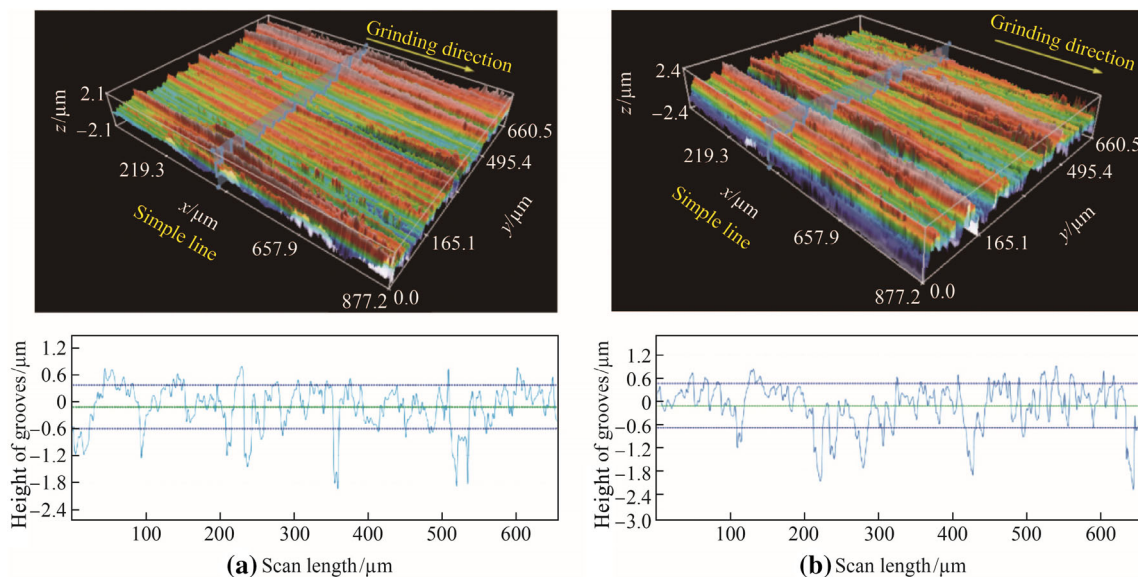 Grinding direction
2.1
z/μm
−2.1
219.3
x/μm
Simple line
657.9
877.2
0.0
165.1
y/μm
495.4
660.5
Grinding direction
2.4
z/μm
−2.4
219.3
x/μm
Simple line
657.9
877.2
0.0
165.1
y/μm
495.4
660.5
Height of grooves/μm
1.2
0.6
0
−0.6
−1.2
−1.8
−2.4
100 200 300 400 500 600
(a) Scan length/μm
Height of grooves/μm
1.2
0.6
0
−0.6
−1.2
−1.8
−2.4
−3.0
100 200 300 400 500 600
(b) Scan length/μm